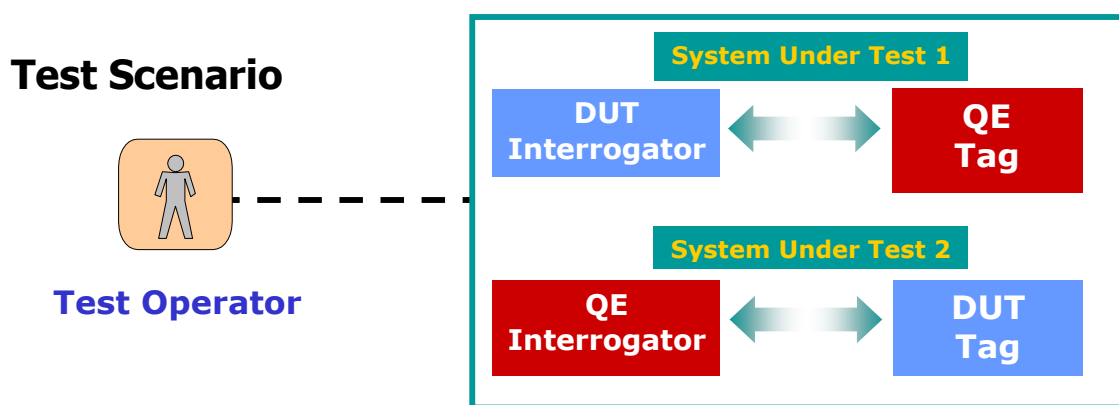 Test Scenario
Test Operator
System Under Test 1
DUT
Interrogator
QE
Tag
System Under Test 2
QE
Interrogator
DUT
Tag